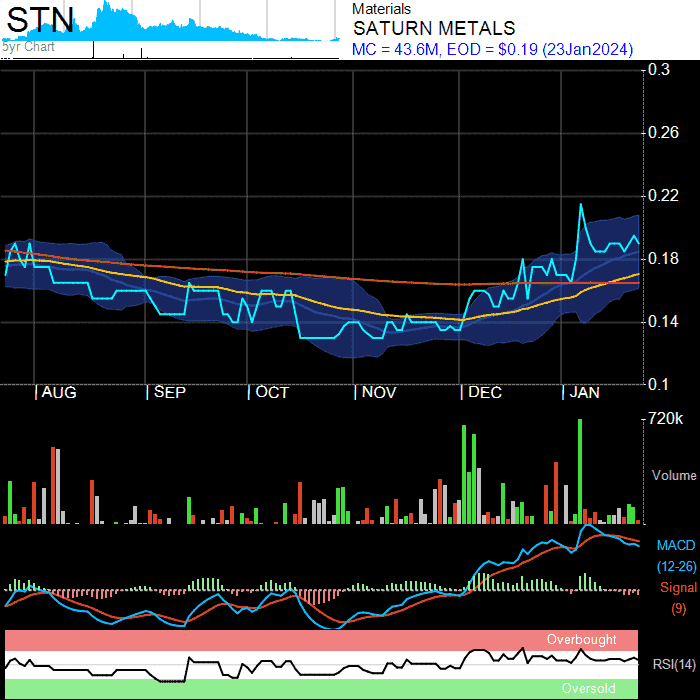 STN
5yr Chart
Materials
SATURN METALS
MC = 43.6M, EOD = $0.19 (23Jan2024)
0.3
0.26
0.22
0.18
0.14
0.1
AUG SEP OCT NOV DEC JAN
720k
Volume
MACD
(12-26)
Signal
(9)
Overbought
RSI(14)
Oversold